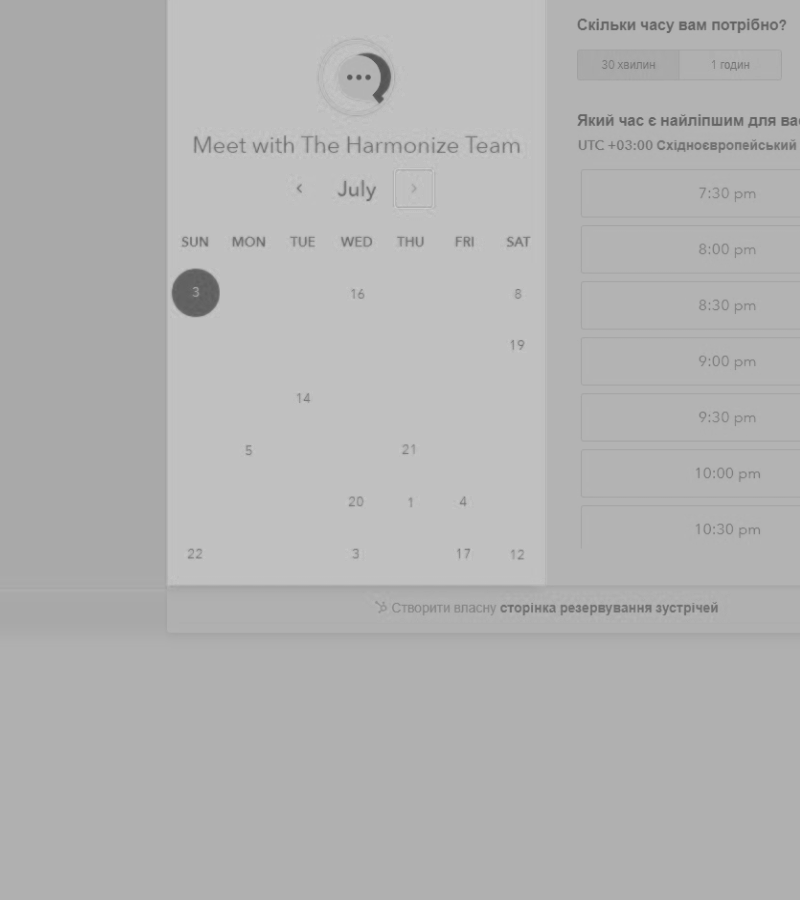 Meet with The Harmonize Team
July
SUN MON TUE WED THU FRI SAT
3 16 8
19
14
5 21
20 1 4
22 3 17 12
Скільки часу вам потрібно?
30 хвилин 1 годин
Який час є найліпшим для вас
UTC +03:00 Східноєвропейський
7:30 pm
8:00 pm
8:30 pm
9:00 pm
9:30 pm
10:00 pm
10:30 pm
Створити власну сторінка резервування зустрічей